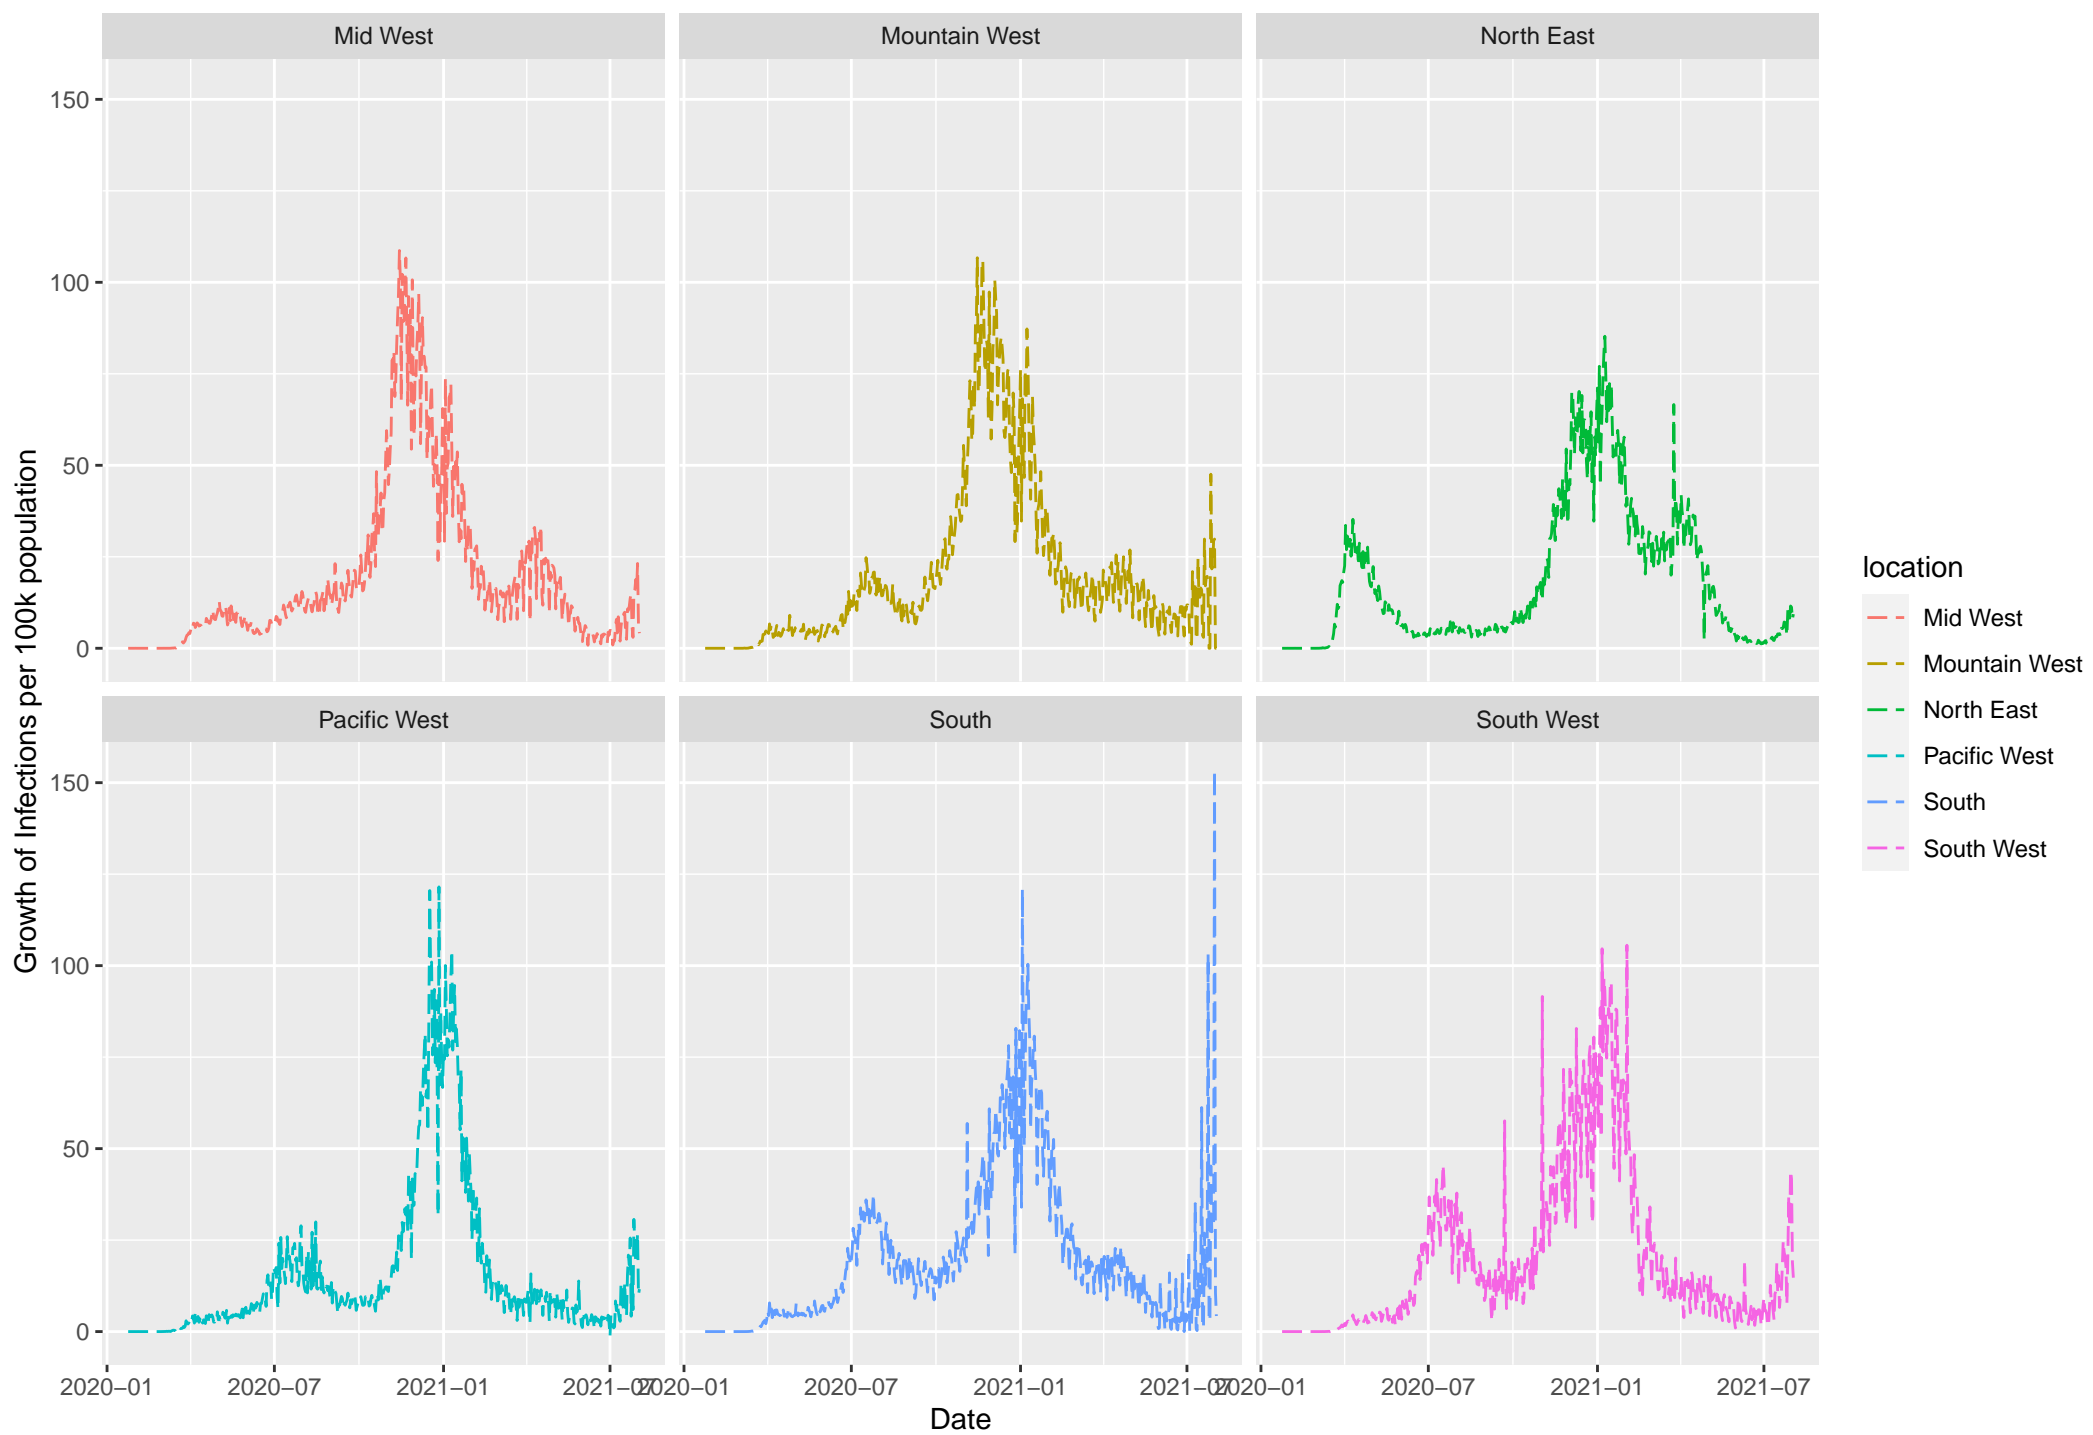 Mid West
Mountain West
North East
150
100
50
0
Pacific West
South
South West
150
100
50
0
2020−01
2020−07
2021−01
2021−07
2020−01
2020−07
2021−01
2021−07
2020−01
2020−07
2021−01
2021−07
Date
Growth of Infections per 100k population
location
Mid West
Mountain West
North East
Pacific West
South
South West